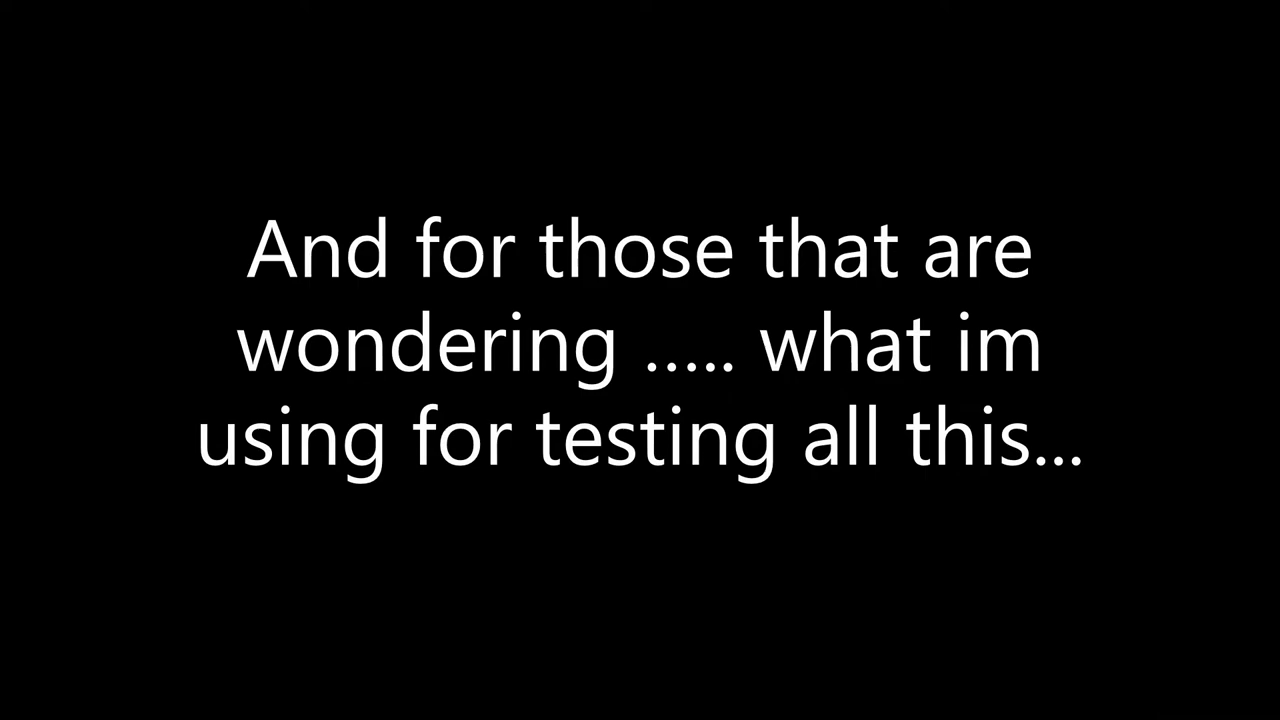 And for those that are
wondering ….. what im
using for testing all this...